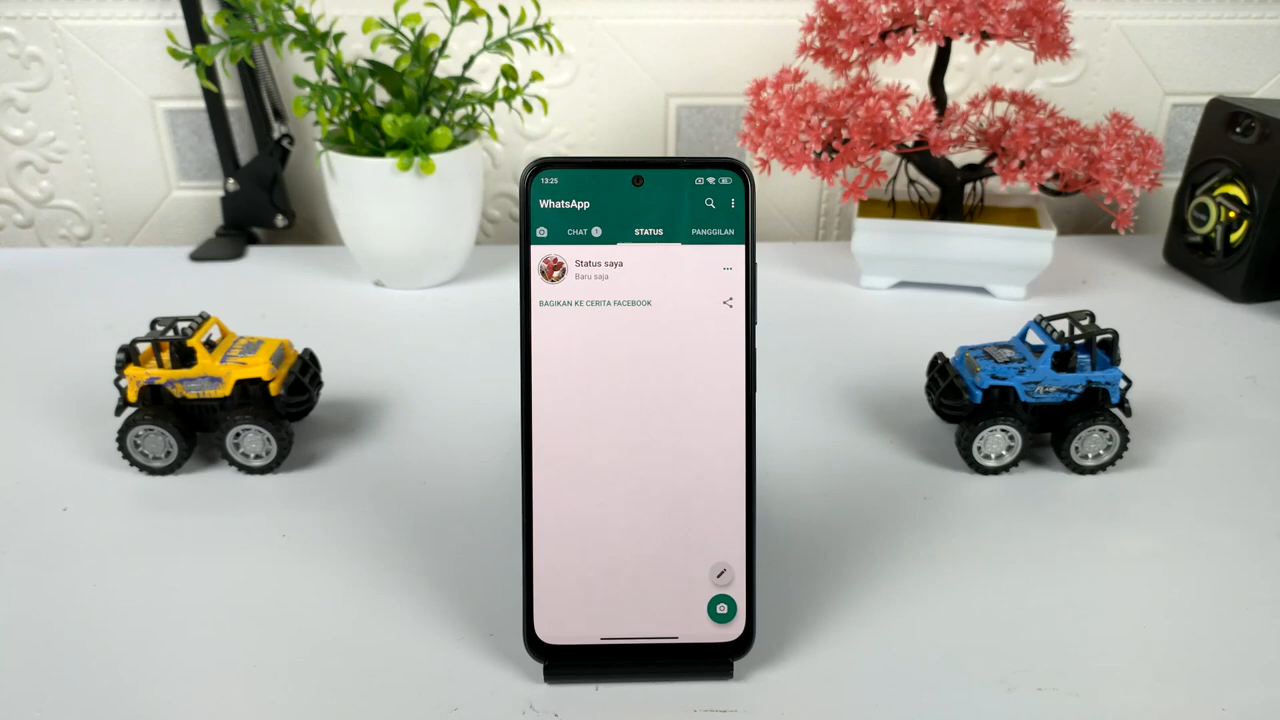 13:25
WhatsApp
CHAT 1 STATUS PANGGILAN
Status saya
Baru saja
BAGIKAN KE CERITA FACEBOOK